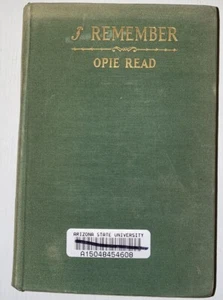 I REMEMBER
OPIE READ
ARIZONA STATE UNIVERSITY
A15048454608